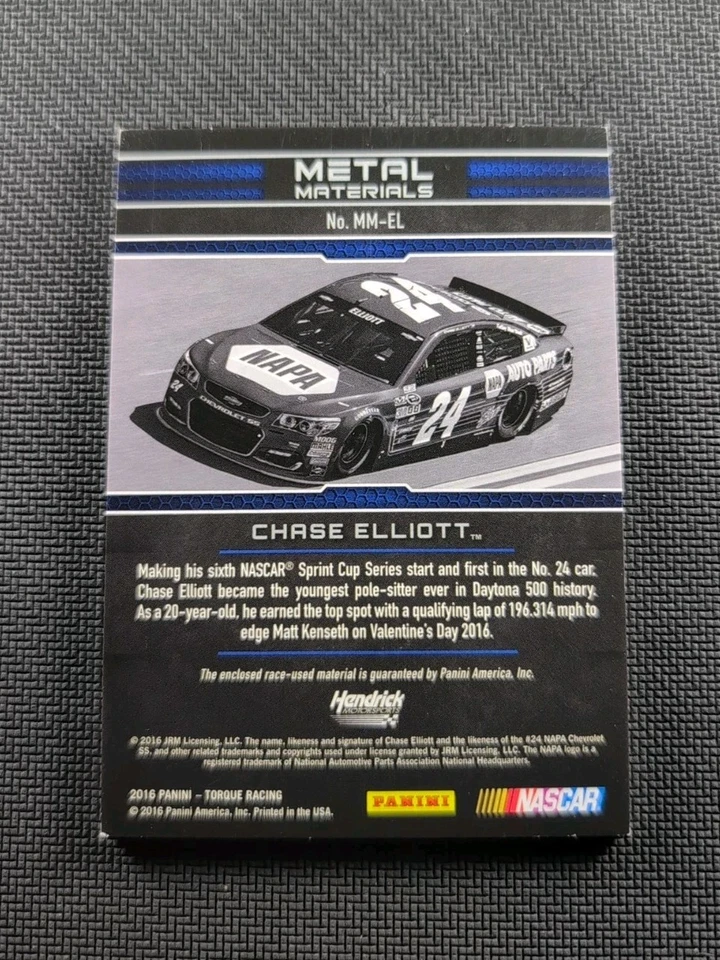 METAL
MATERIALS
No. MM-EL
24
ELLIOTT
NAPA
24
CHEVROLET SS
MOOG
GOODYEAR
24
NAPA
AUTO PARTS
CHASE ELLIOTT™
Making his sixth NASCAR® Sprint Cup Series start and first in the No. 24 car,
Chase Elliott became the youngest pole-sitter ever in Daytona 500 history.
As a 20-year-old, he earned the top spot with a qualifying lap of 196.314 mph to
edge Matt Kenseth on Valentine's Day 2016.
The enclosed race-used material is guaranteed by Panini America, Inc.
Hendrick
MOTORSPORTS
© 2016 JRM Licensing, LLC. The name, likeness and signature of Chase Elliott and the likeness of the #24 NAPA Chevrolet
SS, and other related trademarks and copyrights used under license granted by JRM Licensing, LLC. The NAPA logo is a
registered trademark of National Automotive Parts Association National Headquarters.
2016 PANINI – TORQUE RACING
© 2016 Panini America, Inc. Printed in the USA.
PANINI
NASCAR